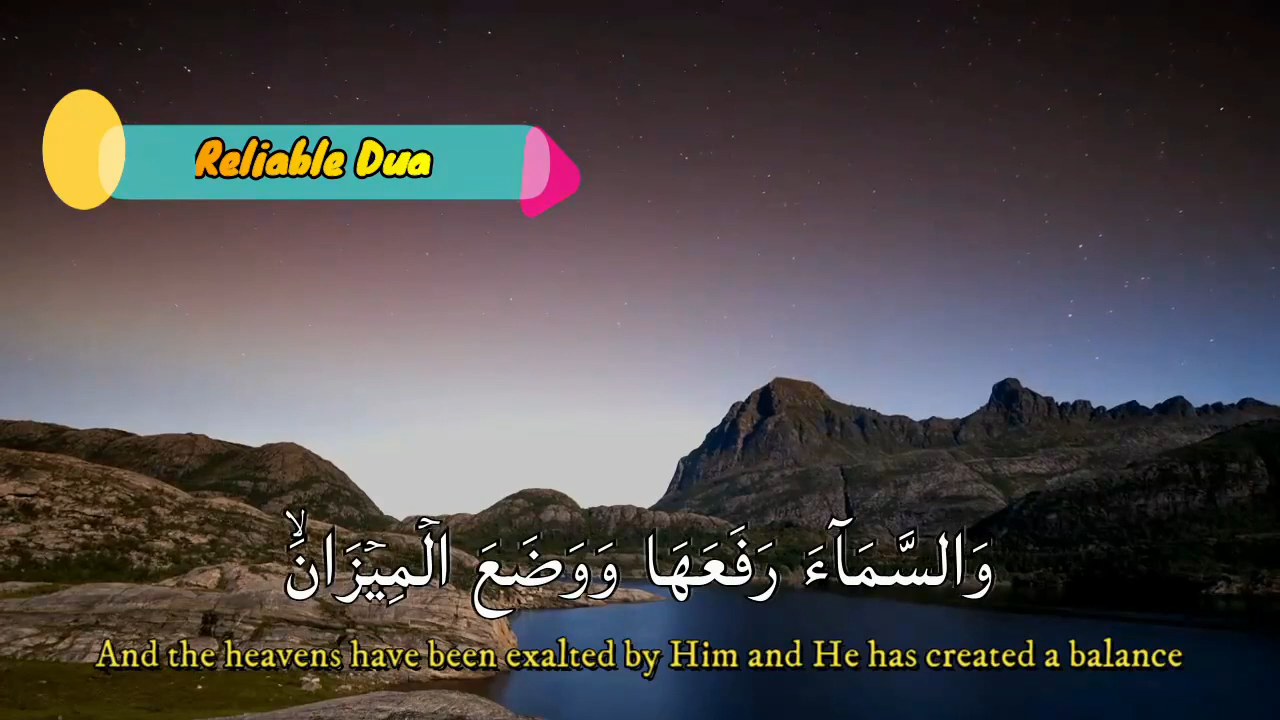 Reliable Dua
وَالسَّمَآءَ رَفَعَهَا وَوَضَعَ الۡمِيۡزَانَۙ
And the heavens have been exalted by Him and He has created a balance